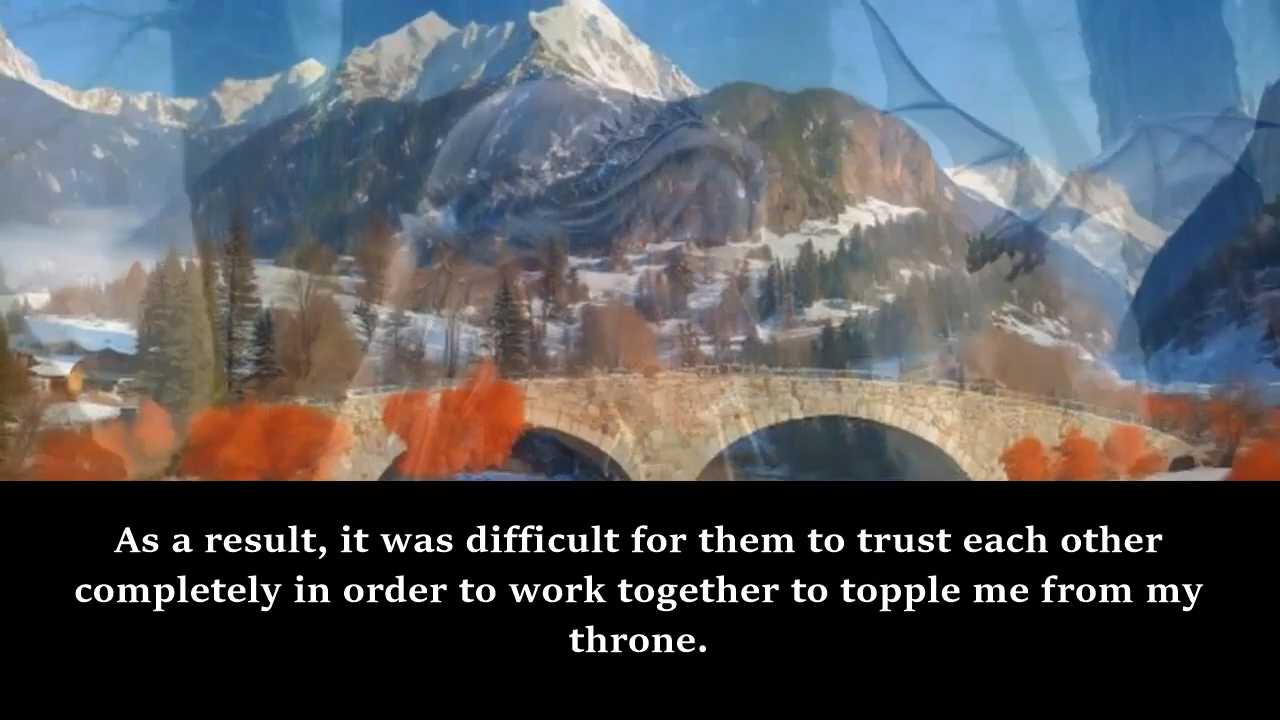 As a result, it was difficult for them to trust each other
completely in order to work together to topple me from my
throne.